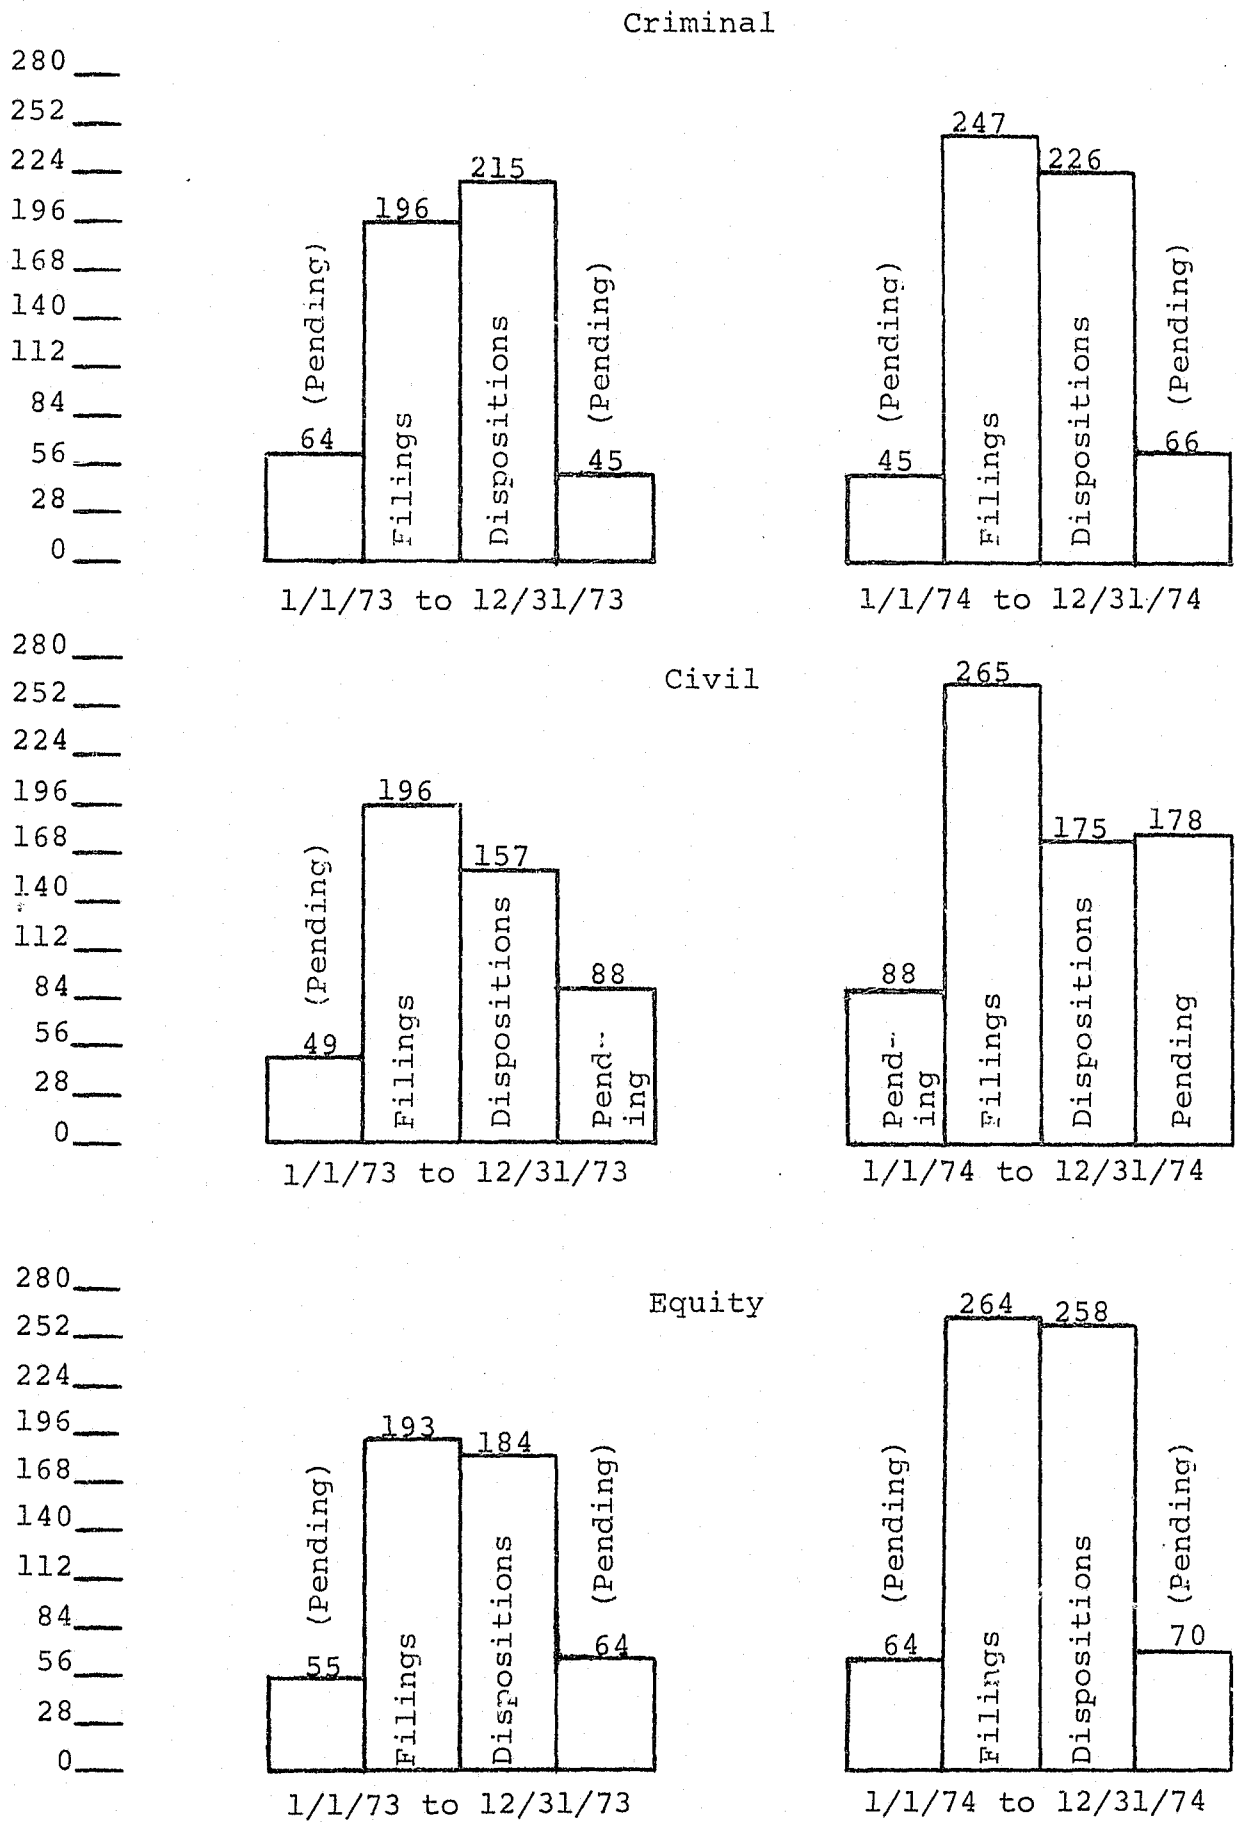 Criminal
280
252
224
196
168
140
112
84
56
28
0
(Pending)
64
196
Filings
215
Dispositions
(Pending)
45
1/1/73 to 12/31/73
(Pending)
45
247
Filings
226
Dispositions
(Pending)
66
1/1/74 to 12/31/74
Civil
280
252
224
196
168
140
112
84
56
28
0
(Pending)
49
196
Filings
157
Dispositions
88
Pend-
ing
1/1/73 to 12/31/73
88
Pend-
ing
265
Filings
175
Dispositions
178
Pending
1/1/74 to 12/31/74
Equity
280
252
224
196
168
140
112
84
56
28
0
(Pending)
55
193
Filings
184
Dispositions
(Pending)
64
1/1/73 to 12/31/73
(Pending)
64
264
Filings
258
Dispositions
(Pending)
70
1/1/74 to 12/31/74